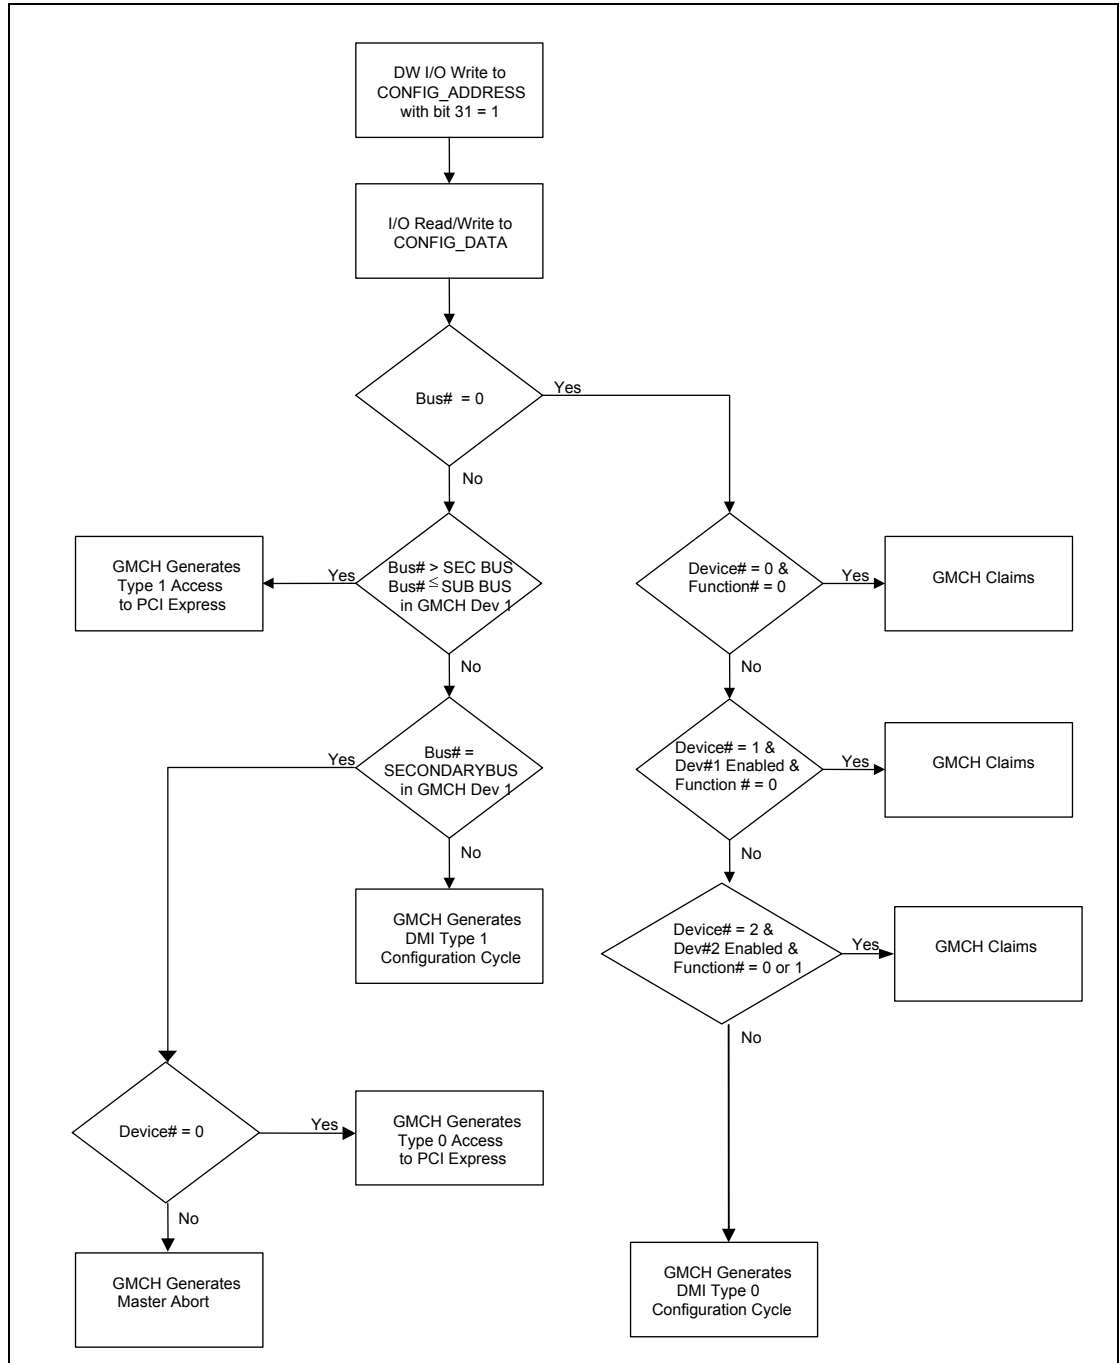 DW I/O Write to
CONFIG_ADDRESS
with bit 31 = 1
I/O Read/Write to
CONFIG_DATA
Bus# = 0
Yes
No
GMCH Generates
Type 1 Access
to PCI Express
Yes
Bus# > SEC BUS
Bus# ≤ SUB BUS
in GMCH Dev 1
No
Device# = 0 &
Function# = 0
Yes
GMCH Claims
No
Yes
Bus# =
SECONDARYBUS
in GMCH Dev 1
No
Device# = 1 &
Dev#1 Enabled &
Function # = 0
Yes
GMCH Claims
No
GMCH Generates
DMI Type 1
Configuration Cycle
Device# = 2 &
Dev#2 Enabled &
Function# = 0 or 1
Yes
GMCH Claims
No
Device# = 0
Yes
GMCH Generates
Type 0 Access
to PCI Express
No
GMCH Generates
Master Abort
GMCH Generates
DMI Type 0
Configuration Cycle